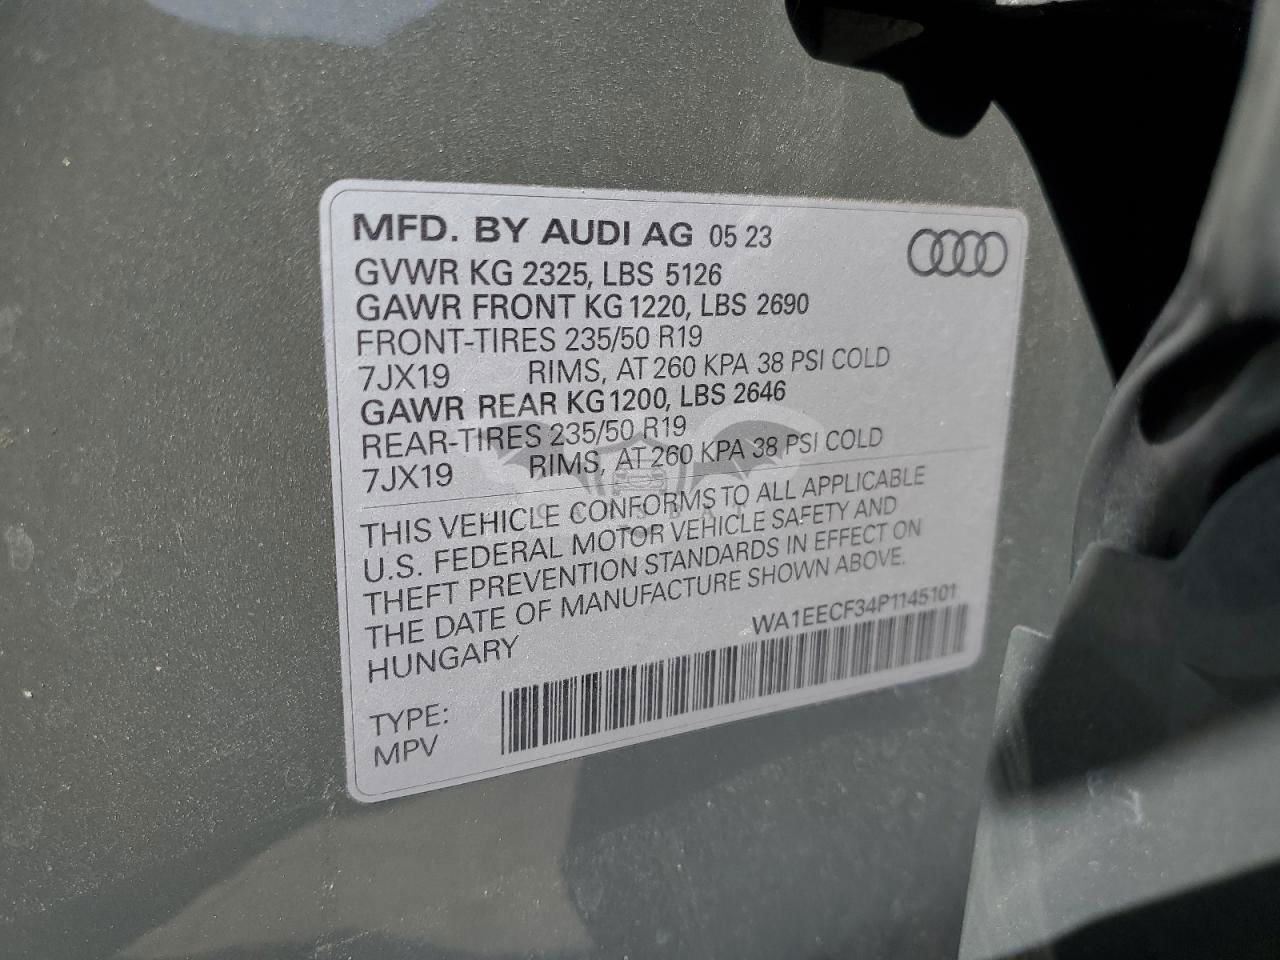 MFD. BY AUDI AG 05 23
GVWR KG 2325, LBS 5126
GAWR FRONT KG 1220, LBS 2690
FRONT-TIRES 235/50 R19
7JX19 RIMS, AT 260 KPA 38 PSI COLD
GAWR REAR KG 1200, LBS 2646
REAR-TIRES 235/50 R19
7JX19 RIMS, AT 260 KPA 38 PSI COLD
THIS VEHICLE CONFORMS TO ALL APPLICABLE
U.S. FEDERAL MOTOR VEHICLE SAFETY AND
THEFT PREVENTION STANDARDS IN EFFECT ON
THE DATE OF MANUFACTURE SHOWN ABOVE.
HUNGARY
WA1EECF34P1145101
TYPE:
MPV